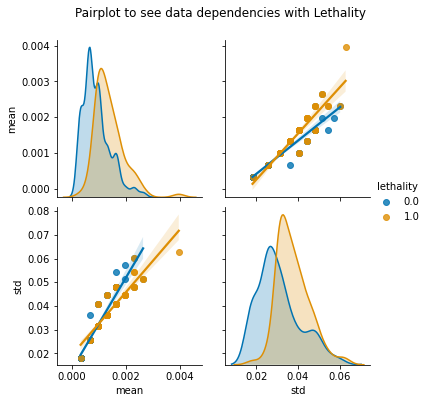 Pairplot to see data dependencies with Lethality
0.004
0.003
0.002
0.001
0.000
mean
mean
lethality
0.0
1.0
0.08
0.07
0.06
0.05
0.04
0.03
0.02
std
0.000 0.002 0.004
mean
0.02 0.04 0.06
std